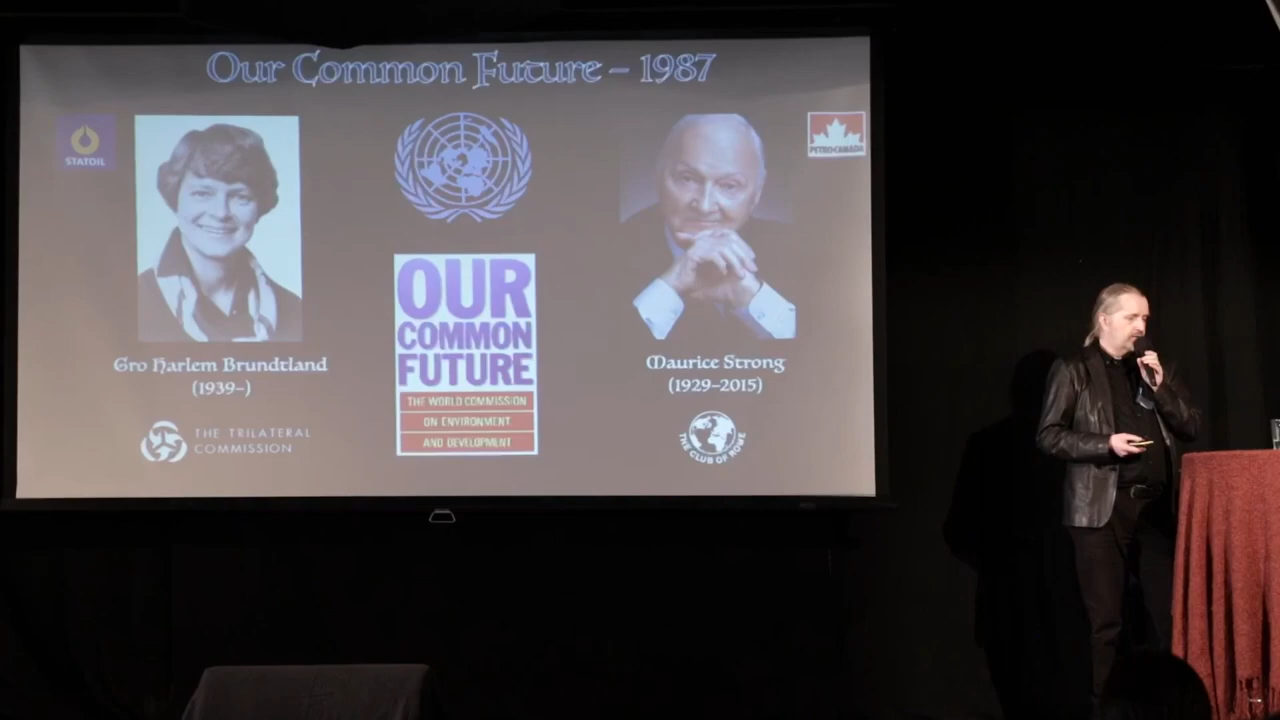 Our Common Future – 1987
STATOIL
PETRO-CANADA
OUR
COMMON
FUTURE
THE WORLD COMMISSION
ON ENVIRONMENT
AND DEVELOPMENT
Gro Harlem Brundtland
(1939–)
Maurice Strong
(1929–2015)
THE TRILATERAL
COMMISSION
THE CLUB OF ROME